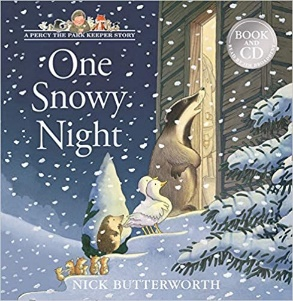 A PERCY THE PARK KEEPER STORY
One
Snowy
Night
BOOK
AND
CD
NICK BUTTERWORTH